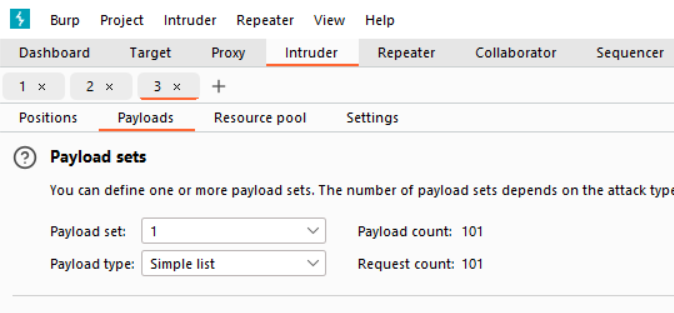 Burp Project Intruder Repeater View Help
Dashboard Target Proxy Intruder Repeater Collaborator Sequencer
1 × 2 × 3 × +
Positions Payloads Resource pool Settings
? Payload sets
You can define one or more payload sets. The number of payload sets depends on the attack type
Payload set: 1 Payload count: 101
Payload type: Simple list Request count: 101